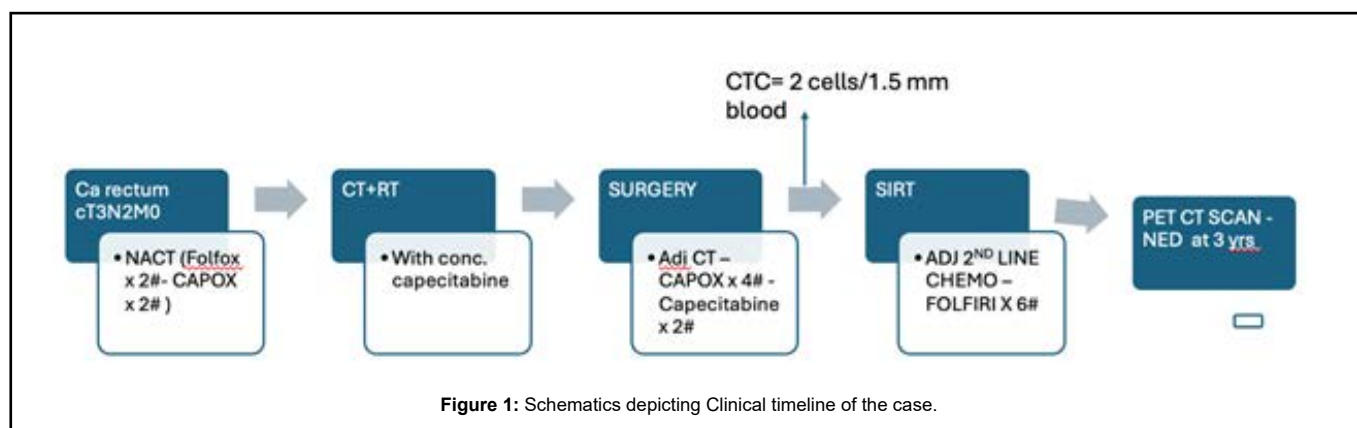 CTC= 2 cells/1.5 mm
blood
Ca rectum
cT3N2M0
• NACT (Folfox
x 2#- CAPOX
x 2# )
CT+RT
• With conc.
capecitabine
SURGERY
• Adj CT –
CAPOX x 4# -
Capecitabine
x 2#
SIRT
• ADJ 2ND LINE
CHEMO –
FOLFIRI X 6#
PET CT SCAN -
NED at 3 yrs
Figure 1: Schematics depicting Clinical timeline of the case.